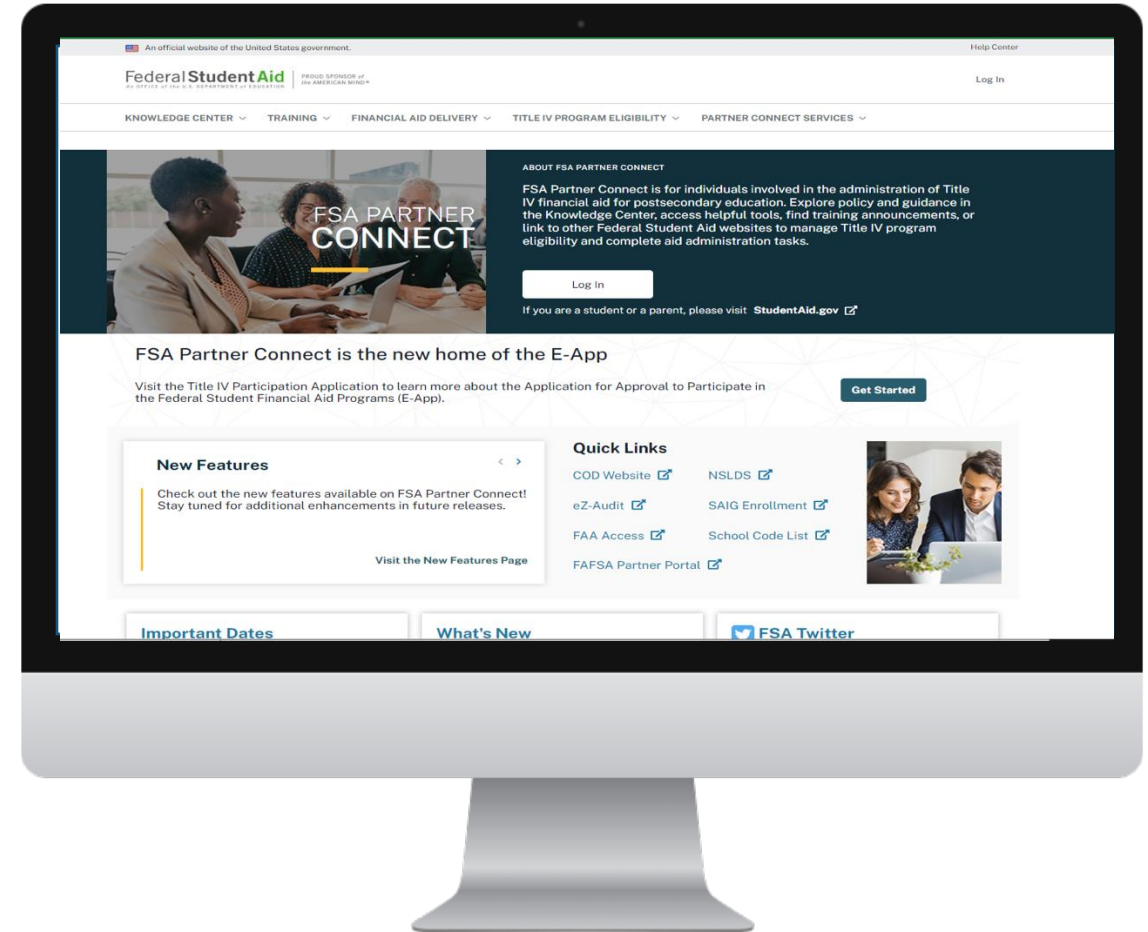 An official website of the United States government.
Help Center
Federal Student Aid
An OFFICE of the U.S. DEPARTMENT of EDUCATION
PROUD SPONSOR of
the AMERICAN MIND®
Log In
KNOWLEDGE CENTER
TRAINING
FINANCIAL AID DELIVERY
TITLE IV PROGRAM ELIGIBILITY
PARTNER CONNECT SERVICES
FSA PARTNER
CONNECT
ABOUT FSA PARTNER CONNECT
FSA Partner Connect is for individuals involved in the administration of Title
IV financial aid for postsecondary education. Explore policy and guidance in
the Knowledge Center, access helpful tools, find training announcements, or
link to other Federal Student Aid websites to manage Title IV program
eligibility and complete aid administration tasks.
Log In
If you are a student or a parent, please visit StudentAid.gov
FSA Partner Connect is the new home of the E-App
Visit the Title IV Participation Application to learn more about the Application for Approval to Participate in
the Federal Student Financial Aid Programs (E-App).
Get Started
New Features
Check out the new features available on FSA Partner Connect!
Stay tuned for additional enhancements in future releases.
Visit the New Features Page
Quick Links
COD Website
NSLDS
eZ-Audit
SAIG Enrollment
FAA Access
School Code List
FAFSA Partner Portal
Important Dates
What's New
FSA Twitter